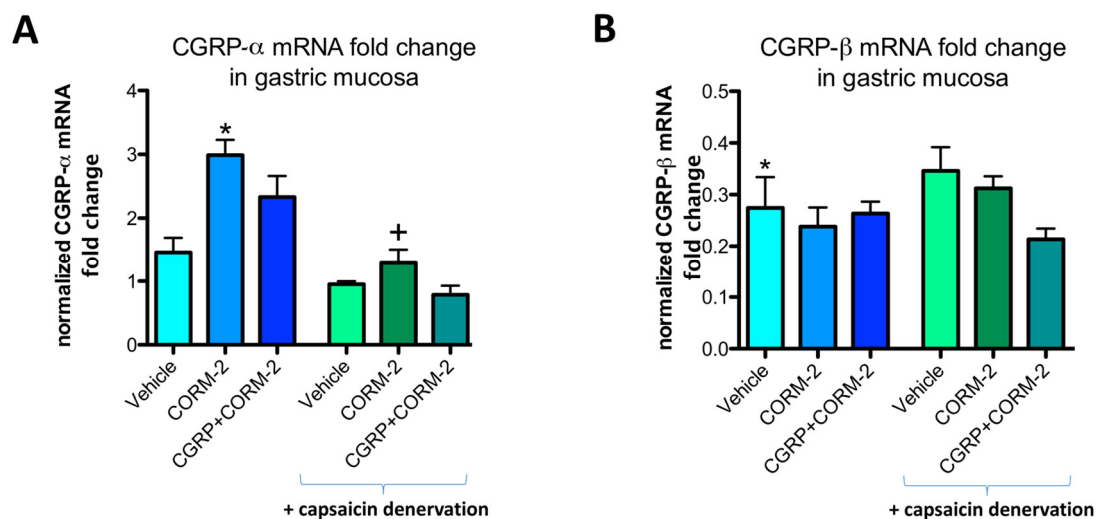 A
CGRP-α mRNA fold change
in gastric mucosa
normalized CGRP-α mRNA
fold change
4
3
2
1
0
*
+
Vehicle
CORM-2
CGRP+CORM-2
Vehicle
CORM-2
CGRP+CORM-2
+ capsaicin denervation
B
CGRP-β mRNA fold change
in gastric mucosa
normalized CGRP-β mRNA
fold change
0.5
0.4
0.3
0.2
0.1
0.0
*
Vehicle
CORM-2
CGRP+CORM-2
Vehicle
CORM-2
CGRP+CORM-2
+ capsaicin denervation